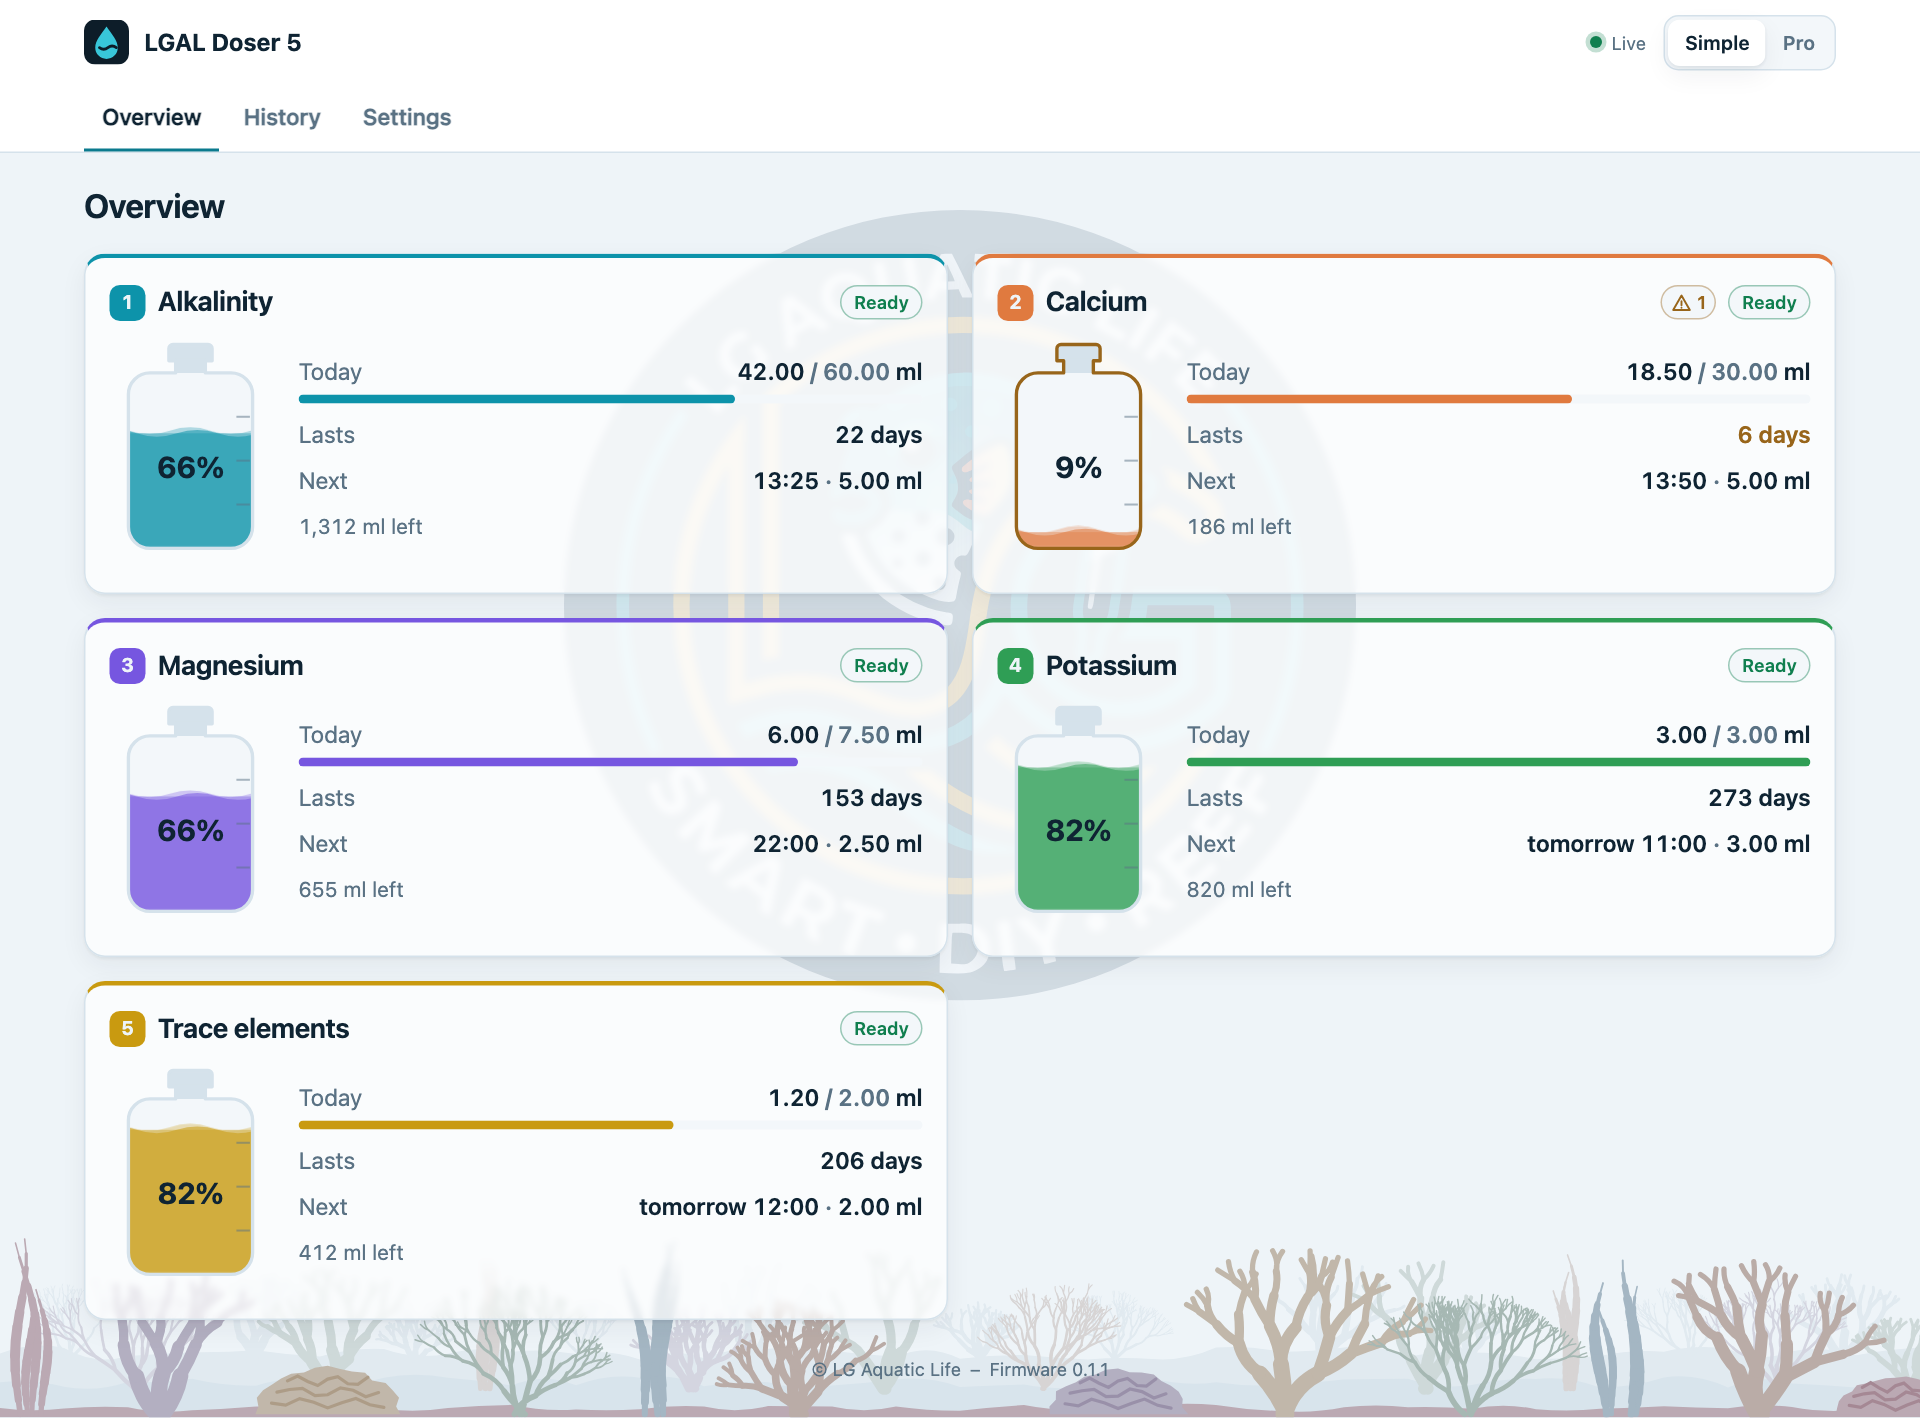 LGAL Doser 5
Live
Simple
Pro
Overview
History
Settings
Overview
1
Alkalinity
Ready
66%
Today
42.00 / 60.00 ml
Lasts
22 days
Next
13:25 · 5.00 ml
1,312 ml left
2
Calcium
1
Ready
9%
Today
18.50 / 30.00 ml
Lasts
6 days
Next
13:50 · 5.00 ml
186 ml left
3
Magnesium
Ready
66%
Today
6.00 / 7.50 ml
Lasts
153 days
Next
22:00 · 2.50 ml
655 ml left
4
Potassium
Ready
82%
Today
3.00 / 3.00 ml
Lasts
273 days
Next
tomorrow 11:00 · 3.00 ml
820 ml left
5
Trace elements
Ready
82%
Today
1.20 / 2.00 ml
Lasts
206 days
Next
tomorrow 12:00 · 2.00 ml
412 ml left
LG AQUATIC LIFE
SMART • DIY • REEF
© LG Aquatic Life – Firmware 0.1.1